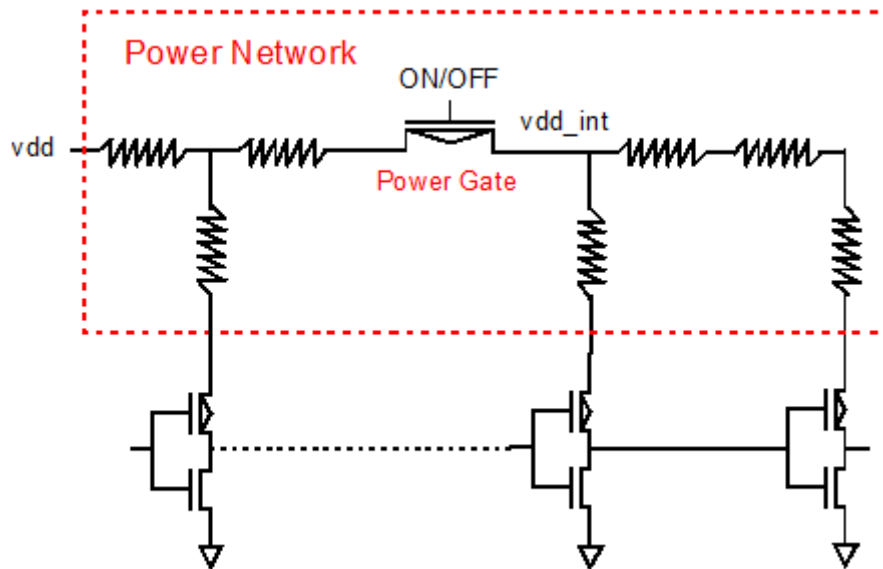 Power Network
ON/OFF
vdd
vdd_int
Power Gate